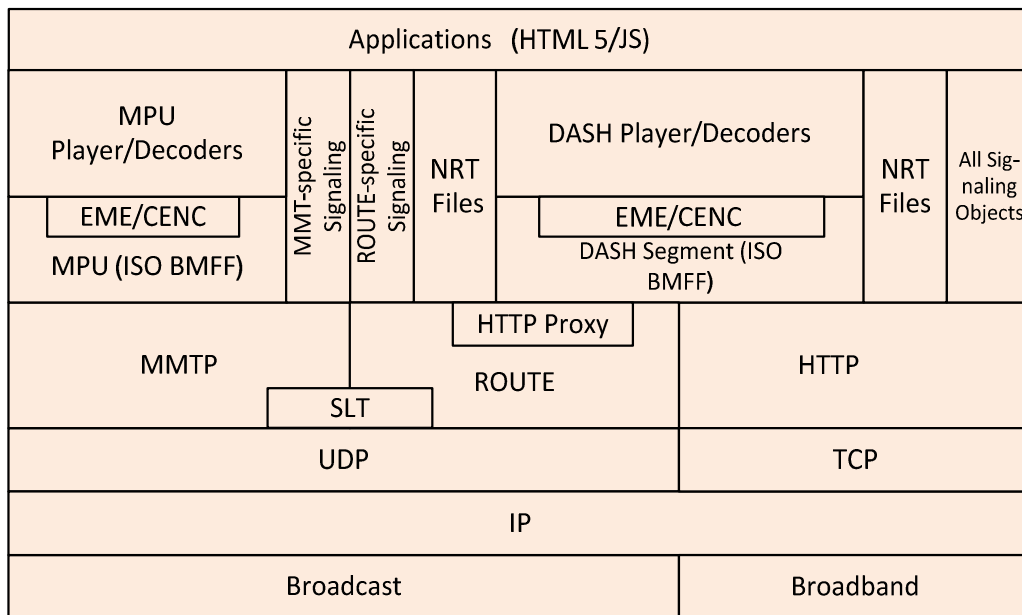 Applications (HTML 5/JS)
MPU
Player/Decoders
EME/CENC
MPU (ISO BMFF)
MMT-specific
Signaling
ROUTE-specific
Signaling
NRT
Files
DASH Player/Decoders
EME/CENC
DASH Segment (ISO
BMFF)
NRT
Files
All Sig-
naling
Objects
MMTP
SLT
HTTP Proxy
ROUTE
HTTP
UDP
TCP
IP
Broadcast
Broadband